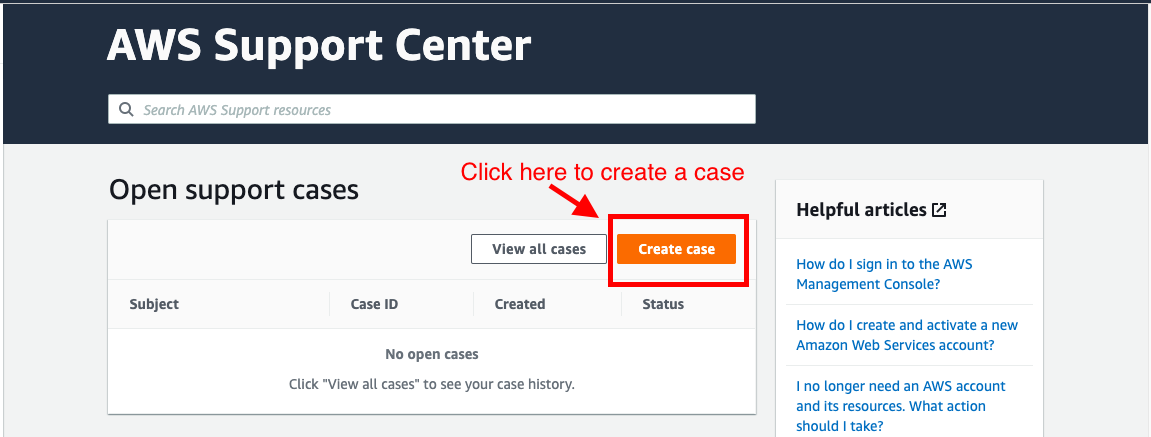 AWS Support Center
Search AWS Support resources
Click here to create a case
Open support cases
View all cases
Create case
Subject Case ID Created Status
No open cases
Click "View all cases" to see your case history.
Helpful articles
How do I sign in to the AWS
Management Console?
How do I create and activate a new
Amazon Web Services account?
I no longer need an AWS account
and its resources. What action
should I take?